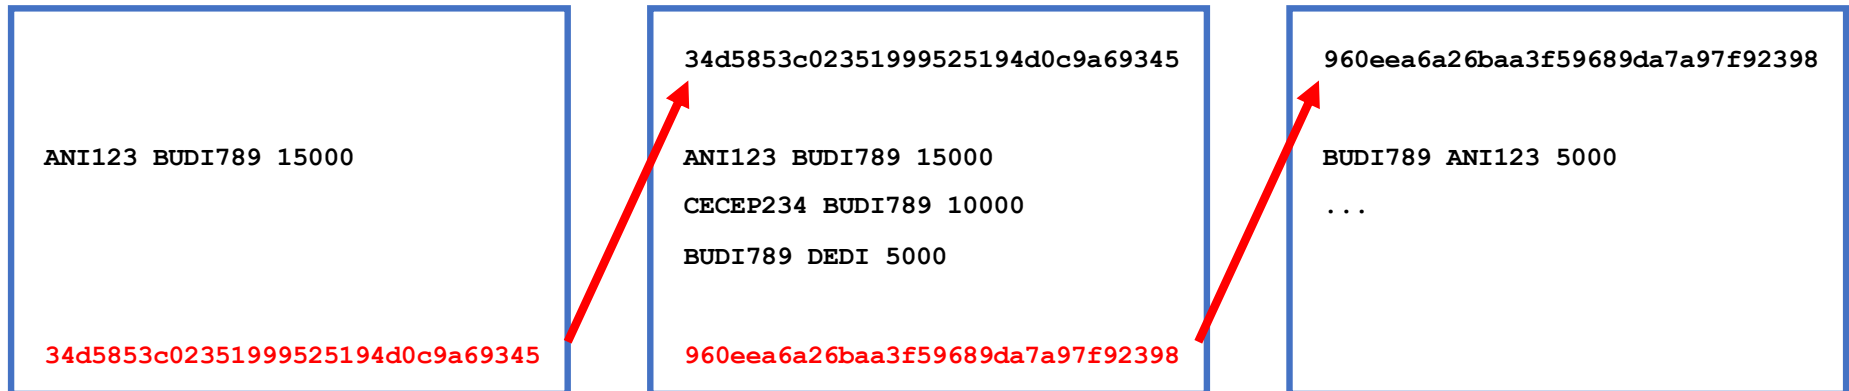 ANI123 BUDI789 15000
34d5853c02351999525194d0c9a69345
34d5853c02351999525194d0c9a69345
ANI123 BUDI789 15000
CECEP234 BUDI789 10000
BUDI789 DEDI 5000
960eea6a26baa3f59689da7a97f92398
960eea6a26baa3f59689da7a97f92398
BUDI789 ANI123 5000
...